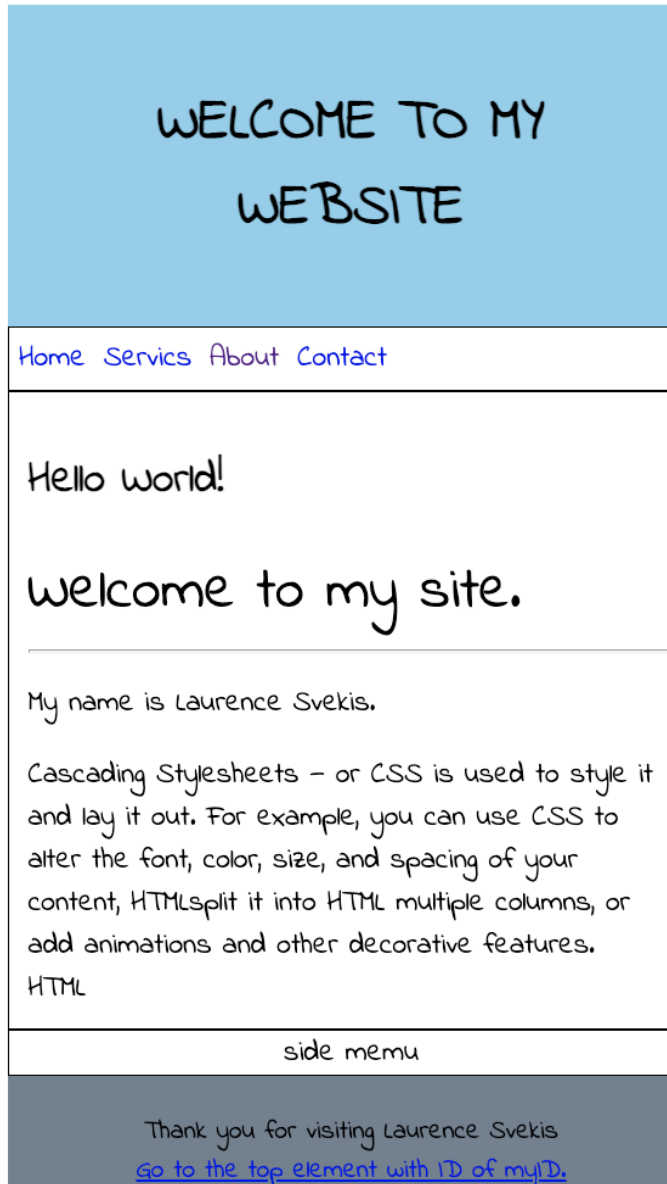 WELCOME TO MY
WEBSITE
Home Servics About Contact
Hello World!
Welcome to my site.
My name is Laurence Svekis.
Cascading Stylesheets – or CSS is used to style it
and lay it out. For example, you can use CSS to
alter the font, color, size, and spacing of your
content, HTMLsplit it into HTML multiple columns, or
add animations and other decorative features.
HTML
side memu
Thank you for visiting Laurence Svekis
Go to the top element with ID of myID.